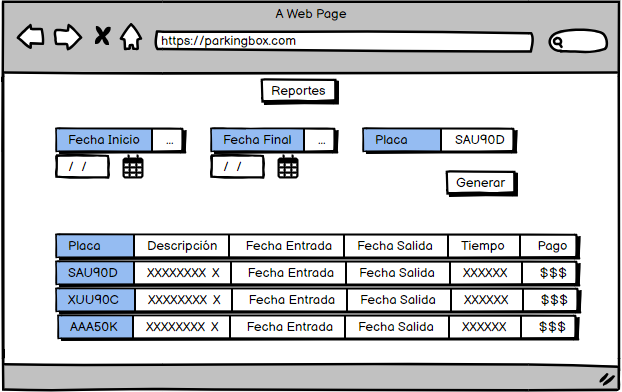 A Web Page
https://parkingbox.com
Reportes
Fecha Inicio ... Fecha Final ... Placa SAU90D
/ / / /
Generar
Placa Descripción Fecha Entrada Fecha Salida Tiempo Pago
SAU90D XXXXXXXX X Fecha Entrada Fecha Salida XXXXXX $$$
XUU90C XXXXXXXX X Fecha Entrada Fecha Salida XXXXXX $$$
AAA50K XXXXXXXX X Fecha Entrada Fecha Salida XXXXXX $$$